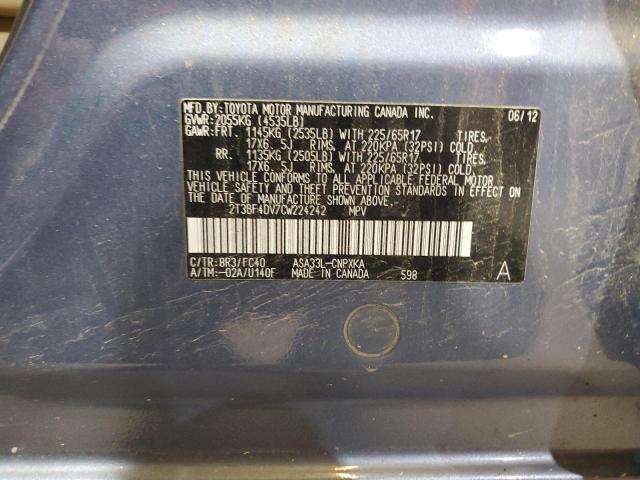 MFD.BY:TOYOTA MOTOR MANUFACTURING CANADA INC. 06/12
GVWR:2055KG (4535LB)
GAWR:FRT. 1145KG (2535LB) WITH 225/65R17 TIRES,
17X6.5J RIMS, AT 220KPA (32PSI) COLD
RR. 1135KG (2505LB) WITH 225/65R17 TIRES,
17X6.5J RIMS, AT 220KPA (32PSI) COLD
THIS VEHICLE CONFORMS TO ALL APPLICABLE FEDERAL MOTOR
VEHICLE SAFETY AND THEFT PREVENTION STANDARDS IN EFFECT ON
THE DATE OF MANUFACTURE SHOWN ABOVE.
2T3BF4DV7CW224242 MPV
C/TR:8R3/FC40 ASA33L-CNPXKA
A/TM:-02A/U140F MADE IN CANADA 598 A